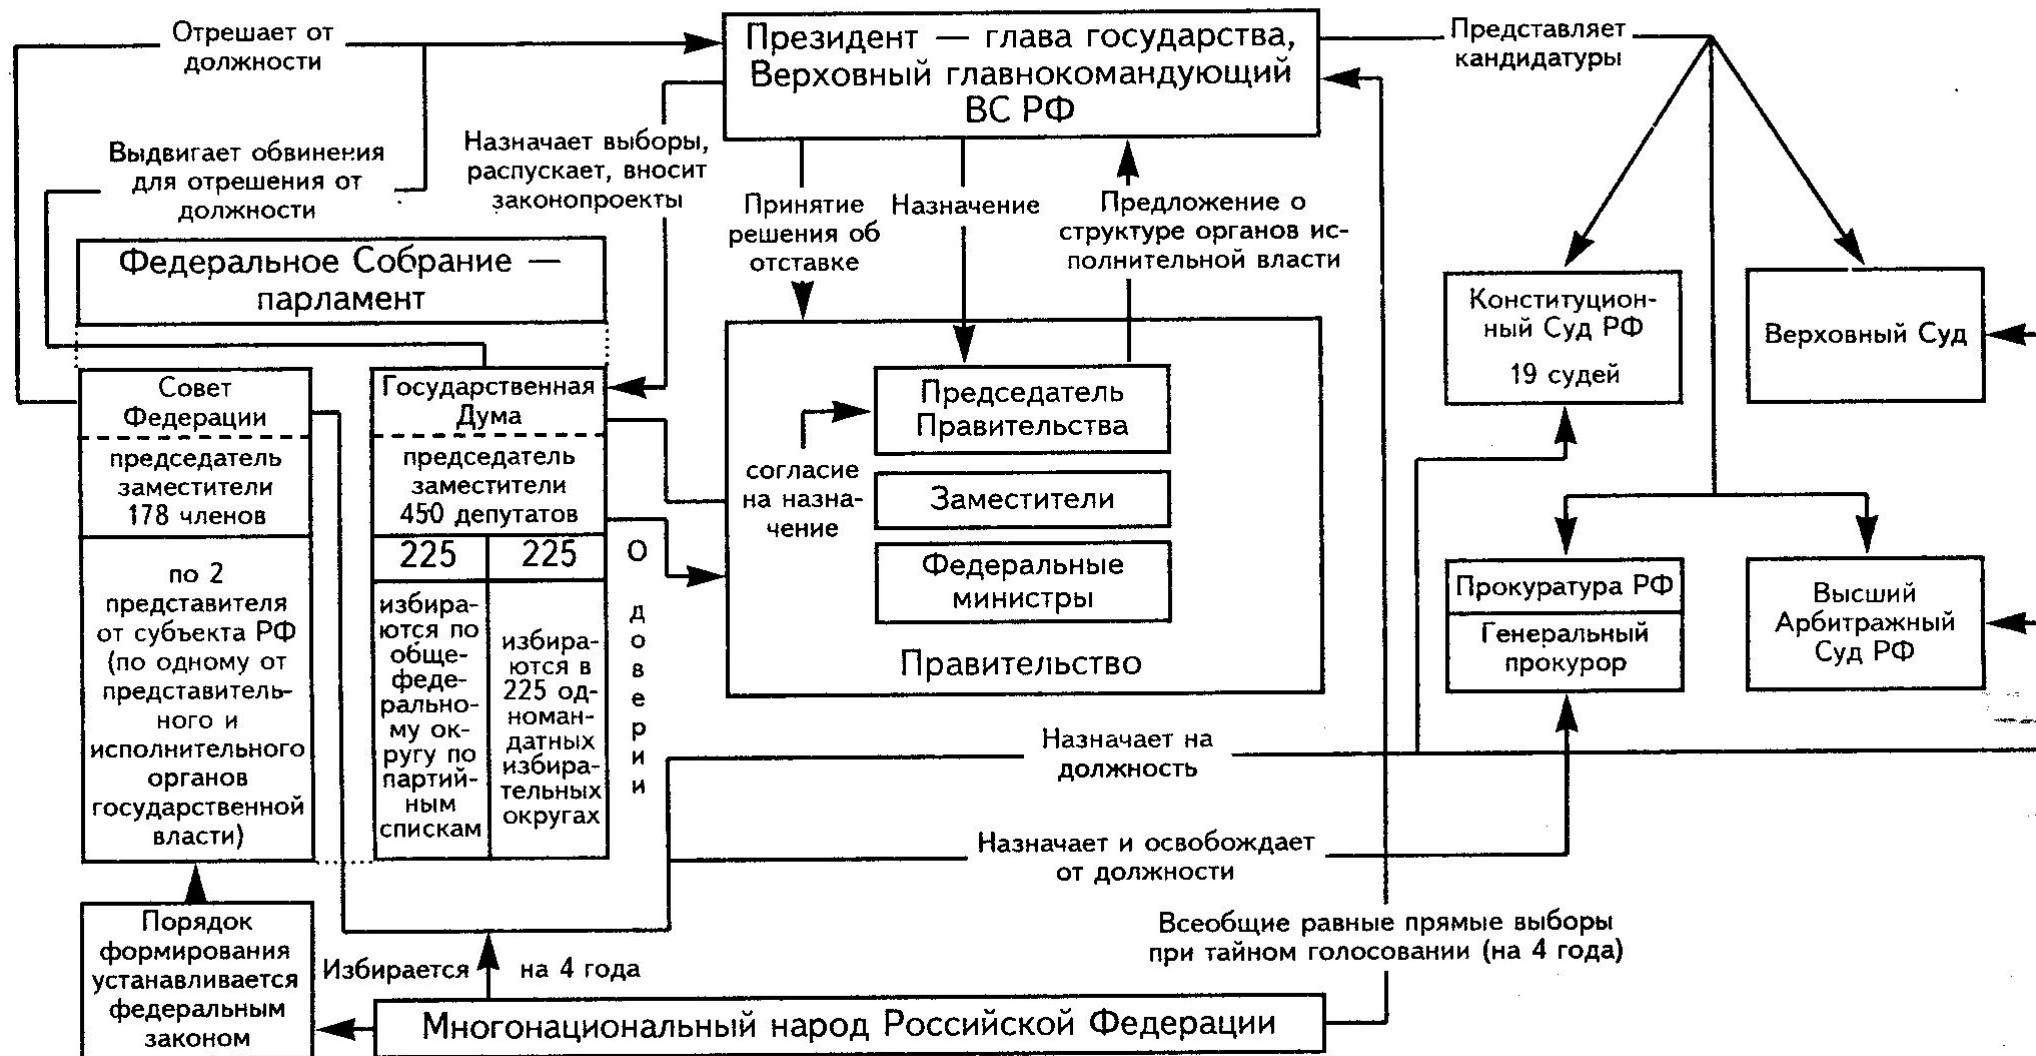 Отрешает от
должности
Президент — глава государства,
Верховный главнокомандующий
ВС РФ
Представляет
кандидатуры
Выдвигает обвинения
для отрешения от
должности
Назначает выборы,
распускает, вносит
законопроекты
Принятие
решения об
отставке
Назначение
Предложение о
структуре органов ис-
полнительной власти
Федеральное Собрание —
парламент
Совет
Федерации
председатель
заместители
178 членов
по 2
представителя
от субъекта РФ
(по одному от
представитель-
ного и
исполнительного
органов
государственной
власти)
Государственная
Дума
председатель
заместители
450 депутатов
225
225
избира-
ются по
обще-
феде-
рально-
му ок-
ругу по
партий-
ным
спискам
избира-
ются в
225 од-
номан-
датных
избира-
тельных
округах
О
д
о
в
е
р
и
и
согласие
на назна-
чение
Председатель
Правительства
Заместители
Федеральные
министры
Правительство
Конституцион-
ный Суд РФ
19 судей
Верховный Суд
Прокуратура РФ
Генеральный
прокурор
Высший
Арбитражный
Суд РФ
Назначает на
должность
Назначает и освобождает
от должности
Всеобщие равные прямые выборы
при тайном голосовании (на 4 года)
Порядок
формирования
устанавливается
федеральным
законом
Избирается на 4 года
Многонациональный народ Российской Федерации